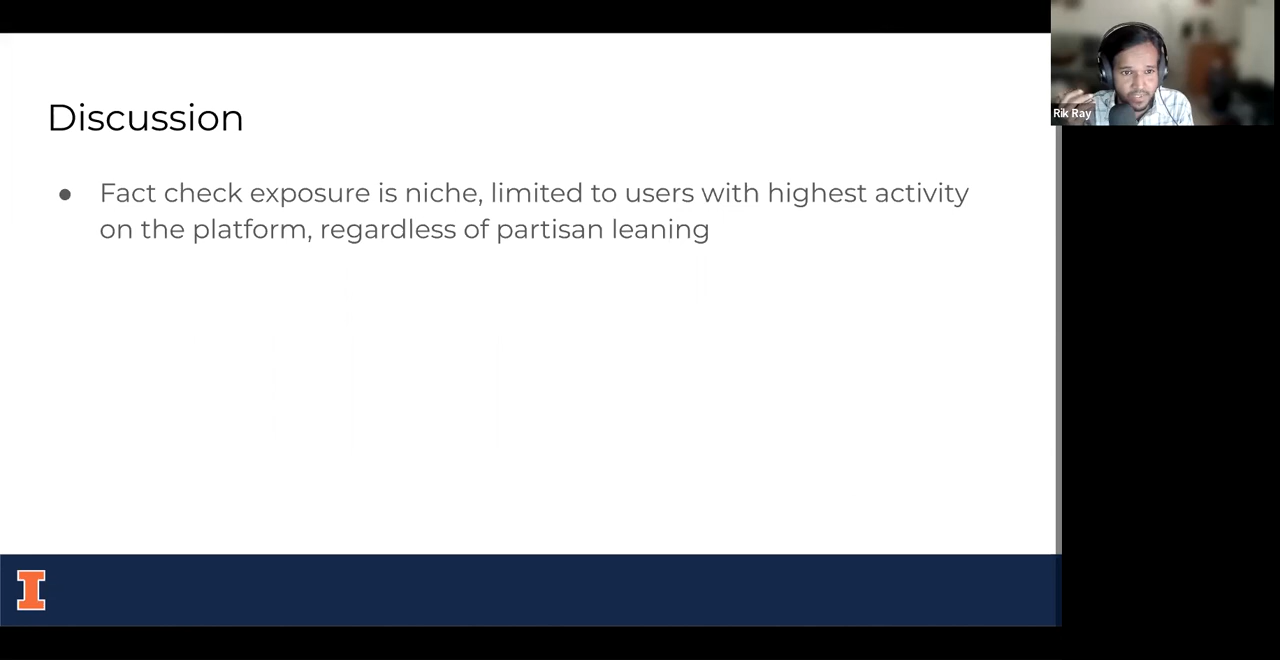 Discussion
● Fact check exposure is niche, limited to users with highest activity
on the platform, regardless of partisan leaning
Rik Ray
I